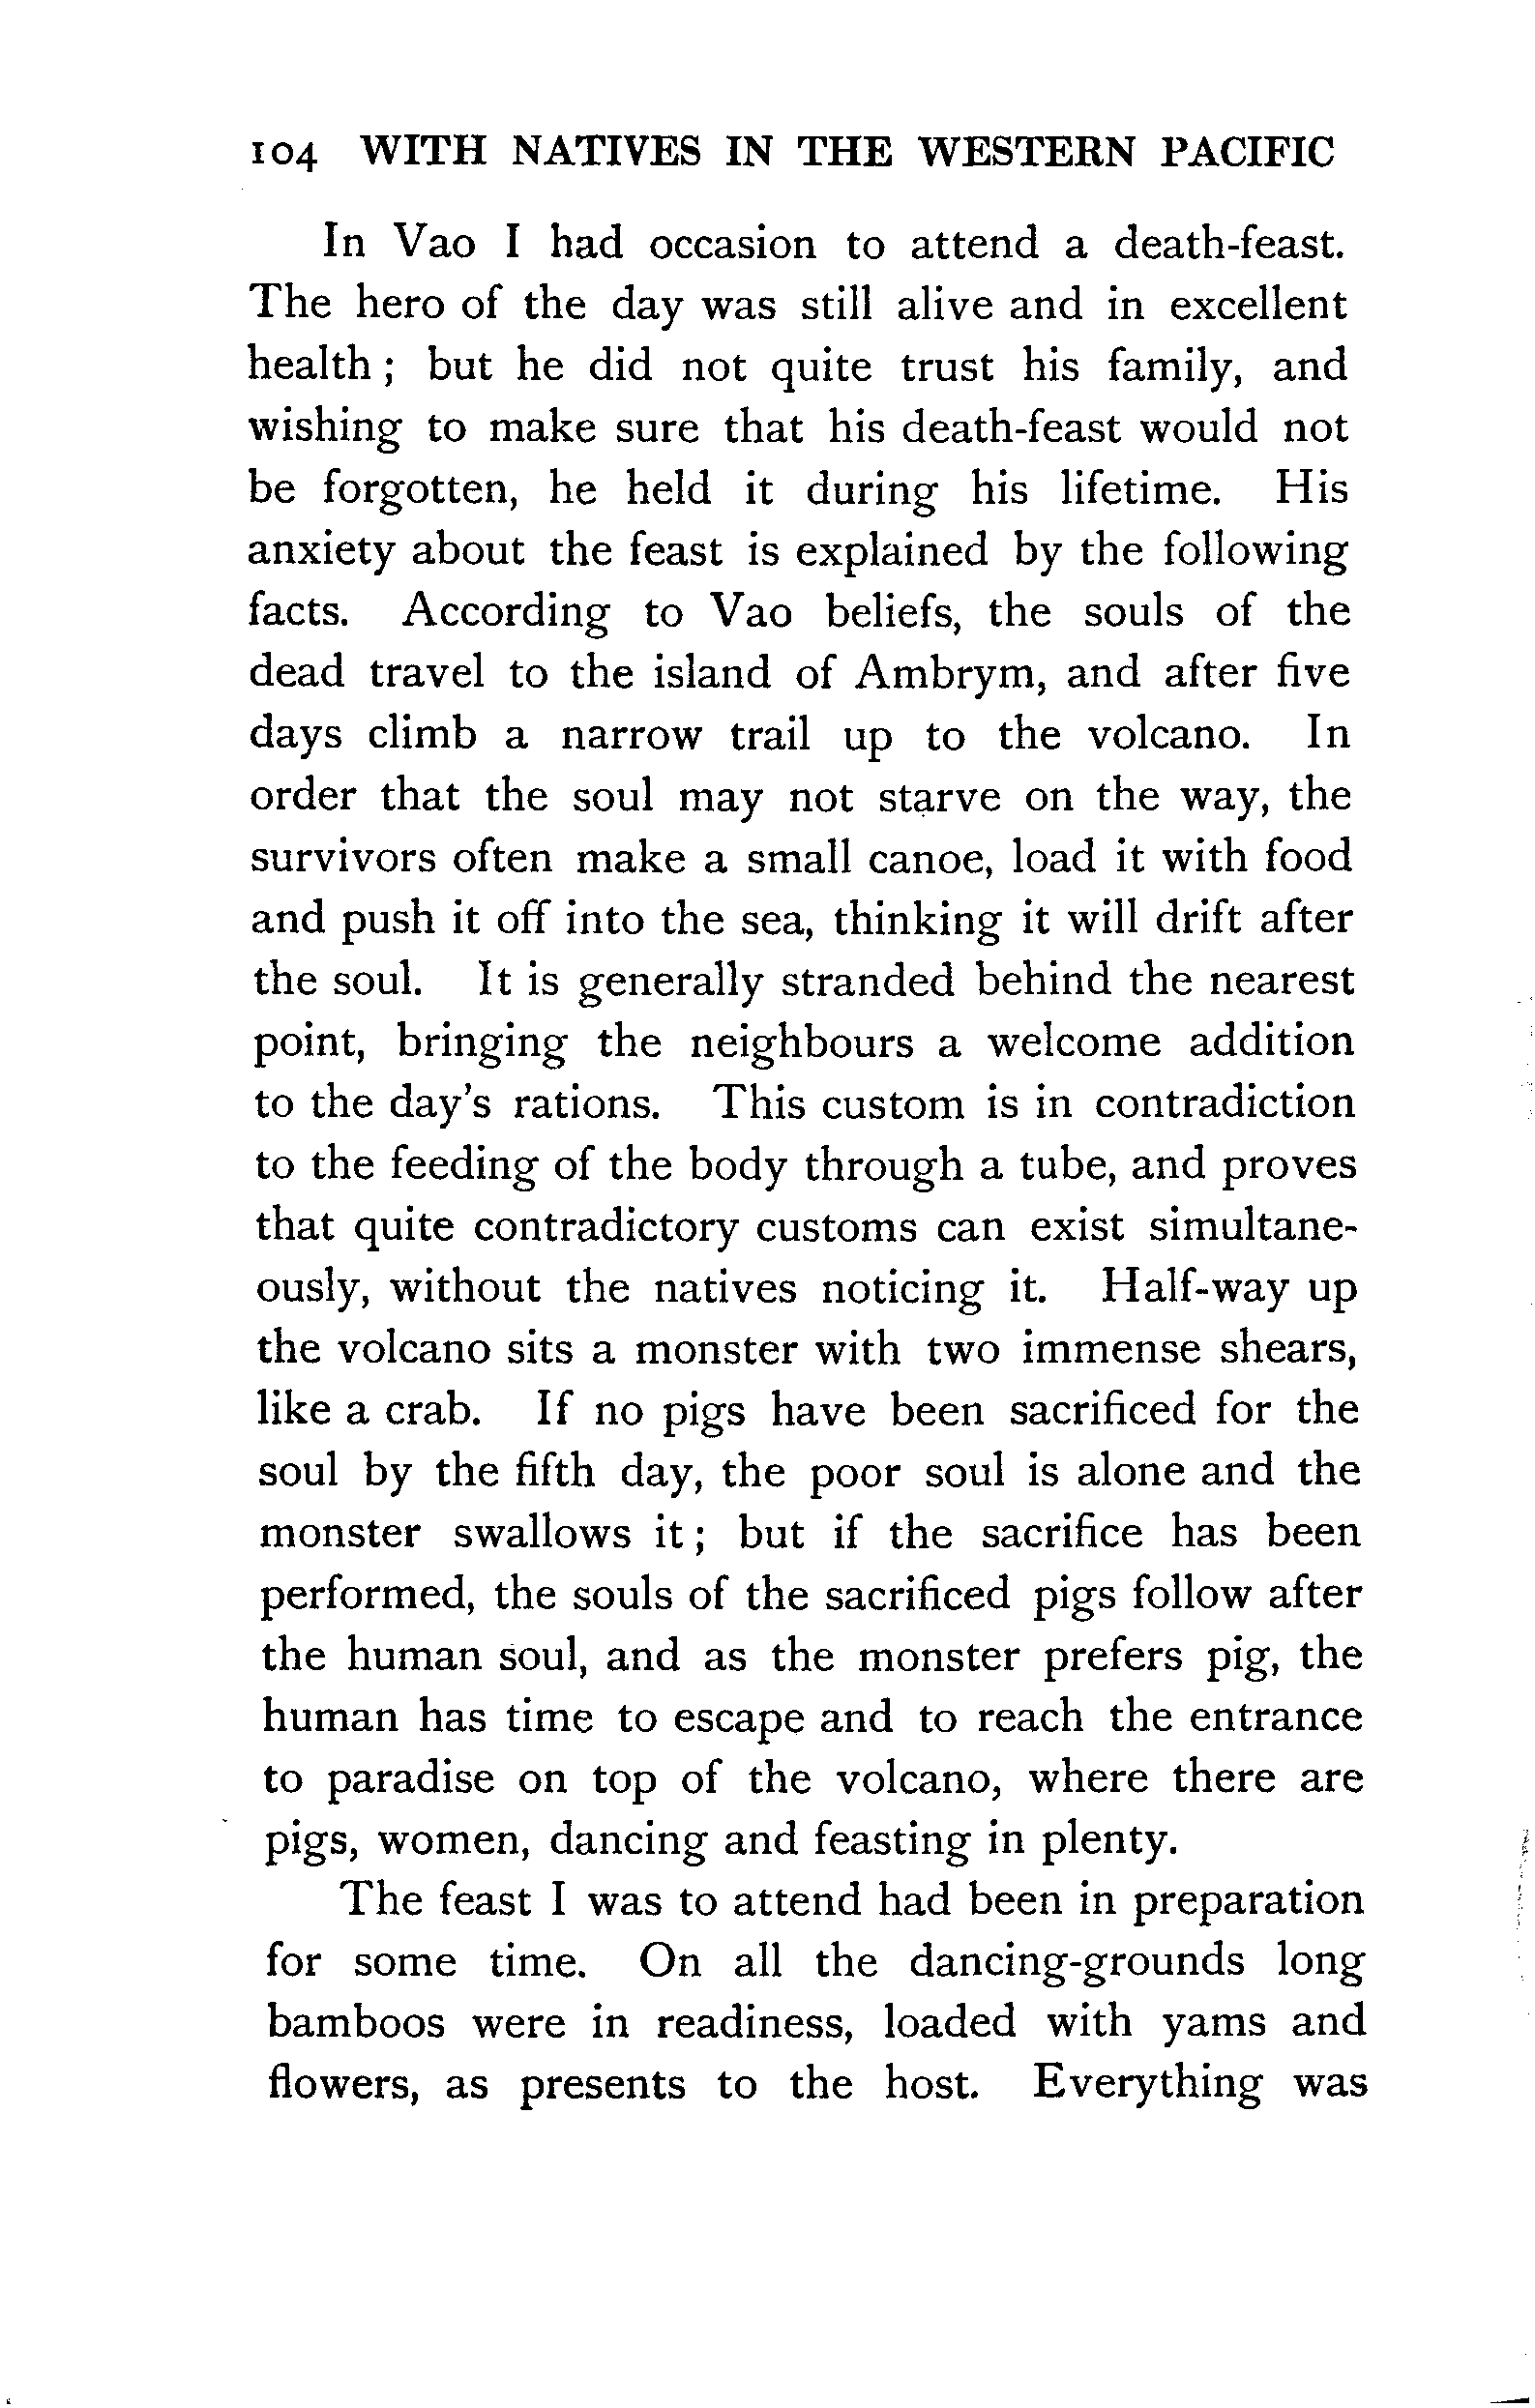 104 WITH NATIVES IN THE WESTERN PACIFIC
In Vao I had occasion to attend a death-feast.
The hero of the day was still alive and in excellent
health ; but he did not quite trust his family, and
wishing to make sure that his death-feast would not
be forgotten, he held it during his lifetime. His
anxiety about the feast is explained by the following
facts. According to Vao beliefs, the souls of the
dead travel to the island of Ambrym, and after five
days climb a narrow trail up to the volcano. In
order that the soul may not starve on the way, the
survivors often make a small canoe, load it with food
and push it off into the sea, thinking it will drift after
the soul. It is generally stranded behind the nearest
point, bringing the neighbours a welcome addition
to the day's rations. This custom is in contradiction
to the feeding of the body through a tube, and proves
that quite contradictory customs can exist simultane-
ously, without the natives noticing it. Half-way up
the volcano sits a monster with two immense shears,
like a crab. If no pigs have been sacrificed for the
soul by the fifth day, the poor soul is alone and the
monster swallows it ; but if the sacrifice has been
performed, the souls of the sacrificed pigs follow after
the human soul, and as the monster prefers pig, the
human has time to escape and to reach the entrance
to paradise on top of the volcano, where there are
pigs, women, dancing and feasting in plenty.
The feast I was to attend had been in preparation
for some time. On all the dancing-grounds long
bamboos were in readiness, loaded with yams and
flowers, as presents to the host. Everything was